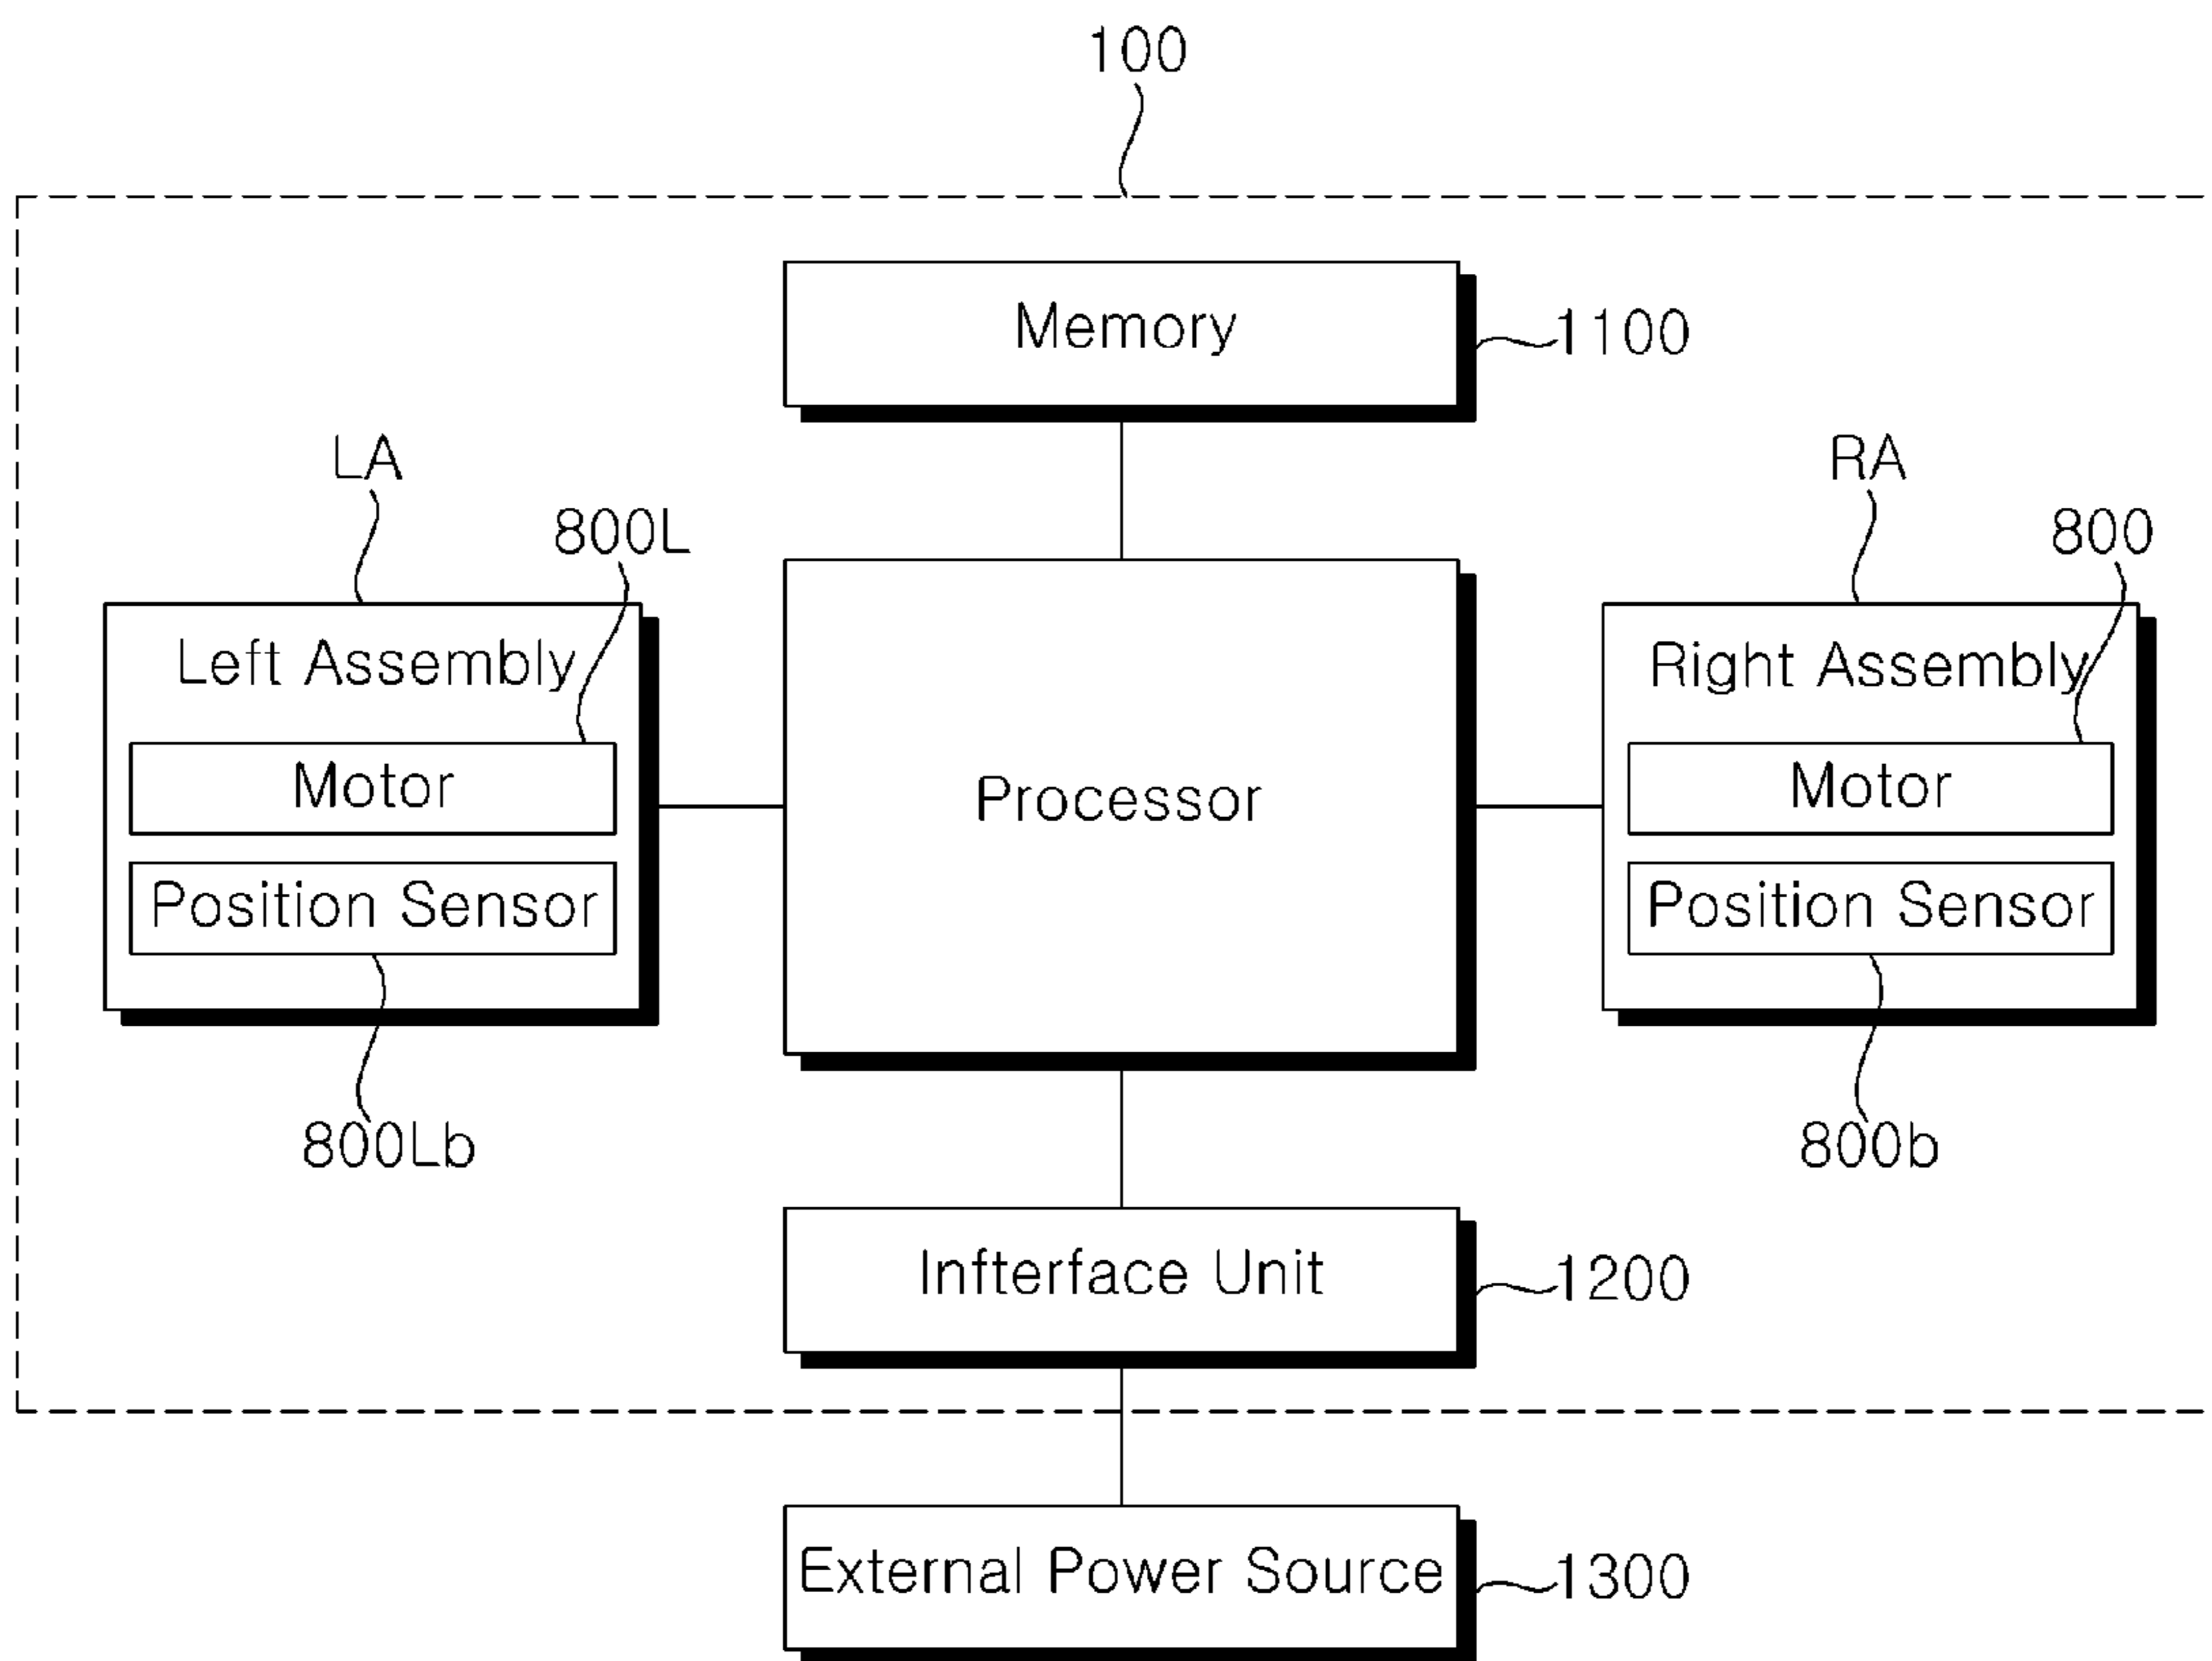 100
Memory
1100
LA
RA
800L
800
Left Assembly
Right Assembly
Motor
Processor
Motor
Position Sensor
Position Sensor
800Lb
800b
Infterface Unit
1200
External Power Source
1300